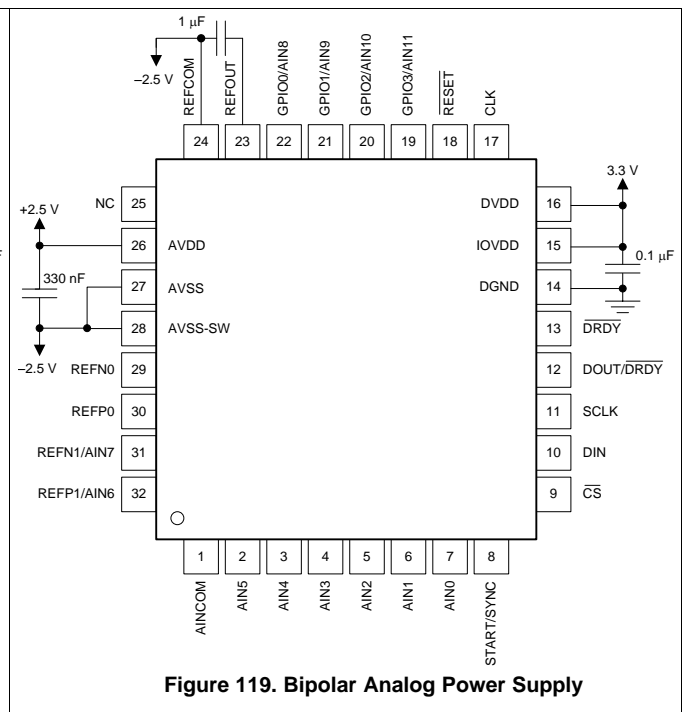 1 μF
–2.5 V
REFCOM
REFOUT
GPIO0/AIN8
GPIO1/AIN9
GPIO2/AIN10
GPIO3/AIN11
RESET
CLK
24
23
22
21
20
19
18
17
NC
25
26
AVDD
27
AVSS
28
AVSS-SW
REFN0
29
REFP0
30
REFN1/AIN7
31
REFP1/AIN6
32
+2.5 V
330 nF
–2.5 V
F
3.3 V
DVDD
16
IOVDD
15
0.1 μF
DGND
14
13
DRDY
12
DOUT/DRDY
11
SCLK
10
DIN
9
CS
1
2
3
4
5
6
7
8
AINCOM
AIN5
AIN4
AIN3
AIN2
AIN1
AIN0
START/SYNC
Figure 119. Bipolar Analog Power Supply